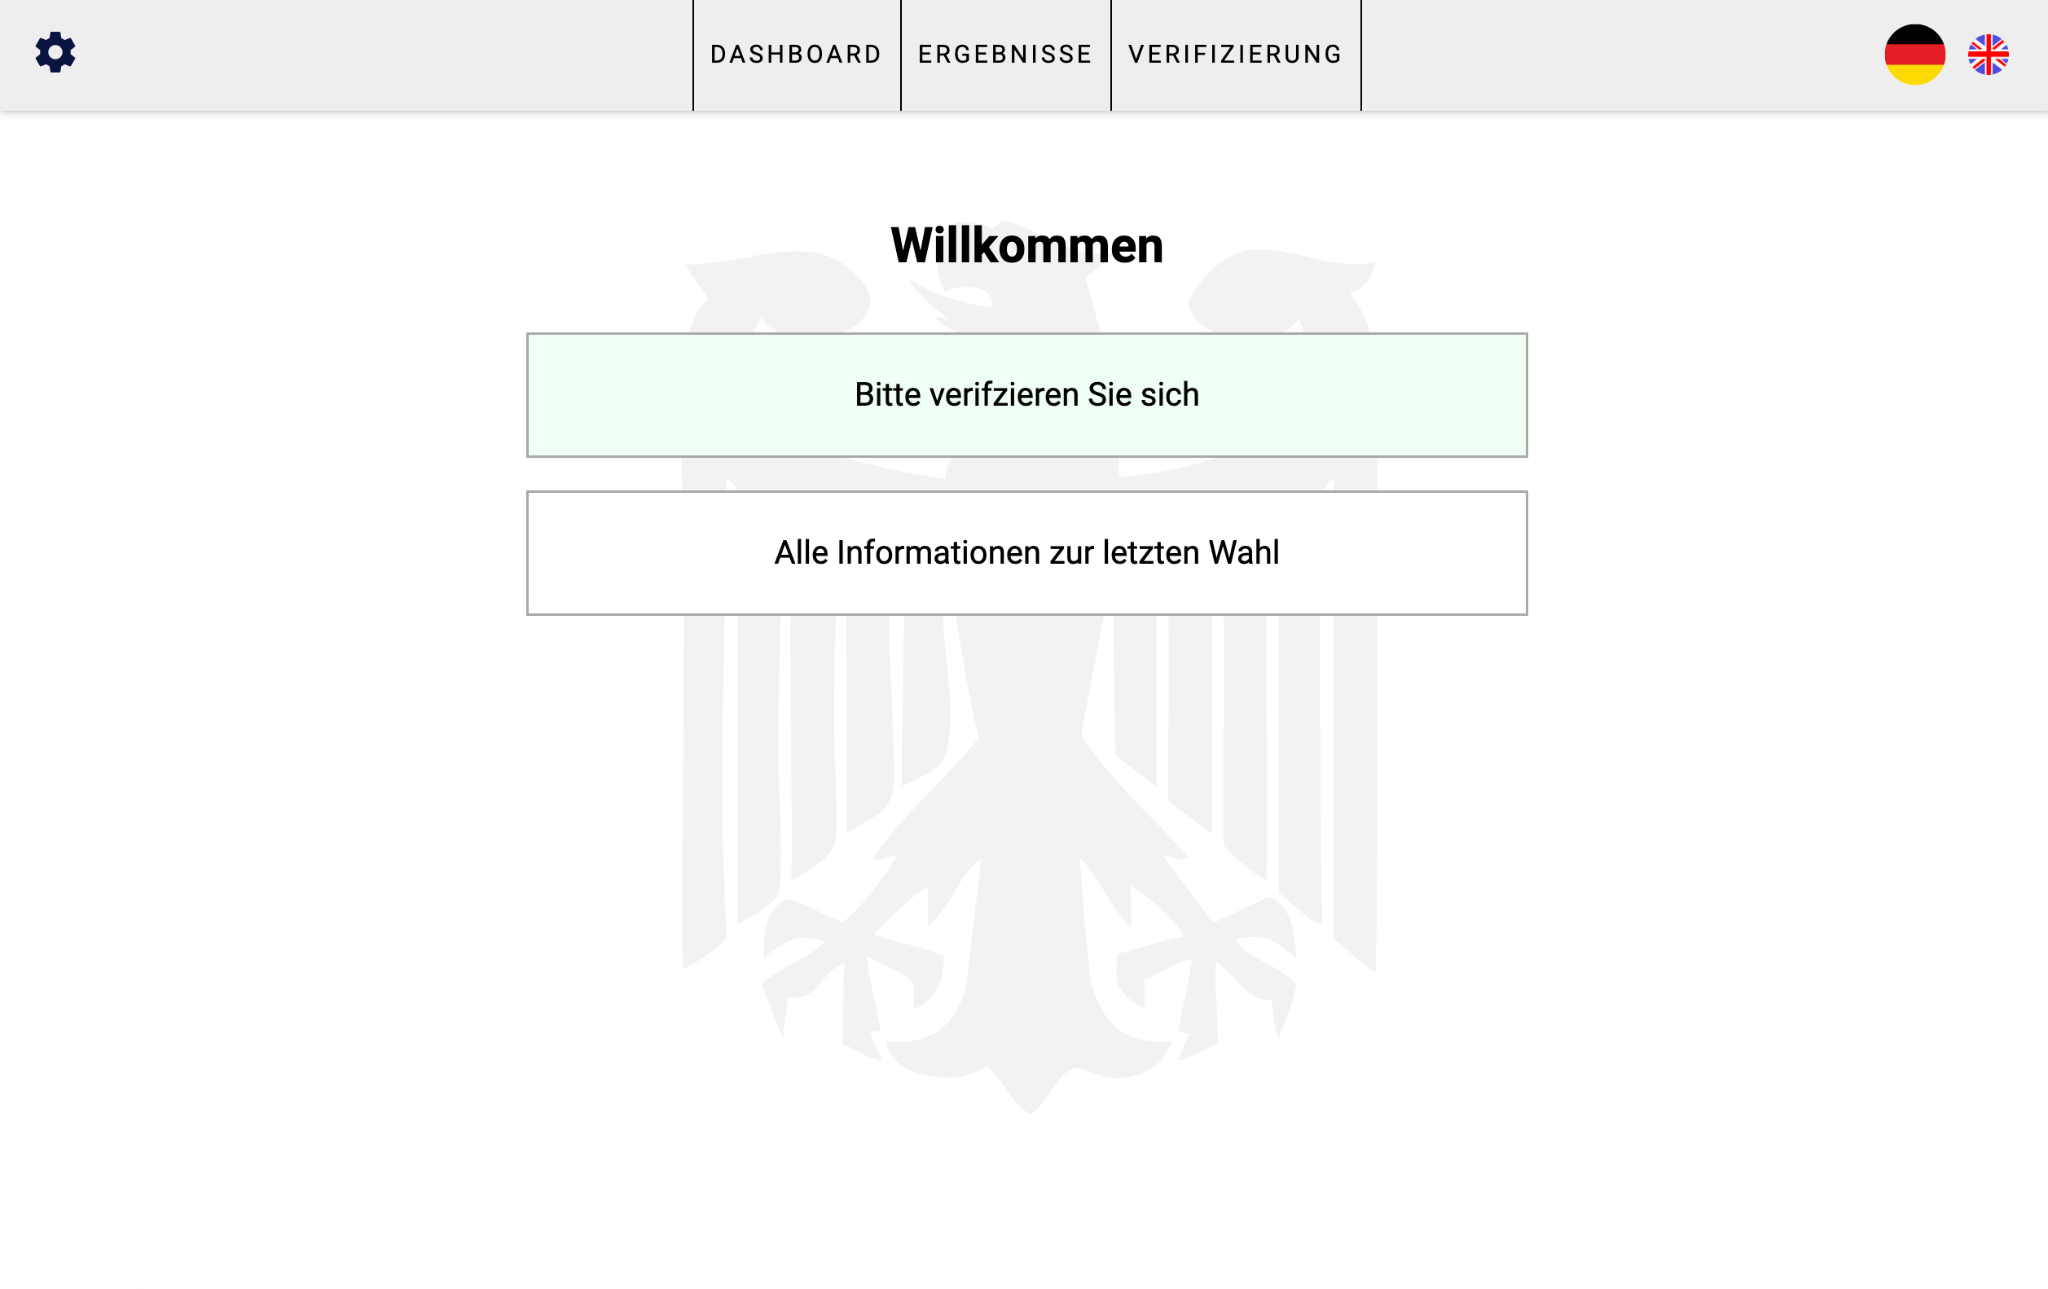 DASHBOARD ERGEBNISSE VERIFIZIERUNG
Willkommen
Bitte verifzieren Sie sich
Alle Informationen zur letzten Wahl